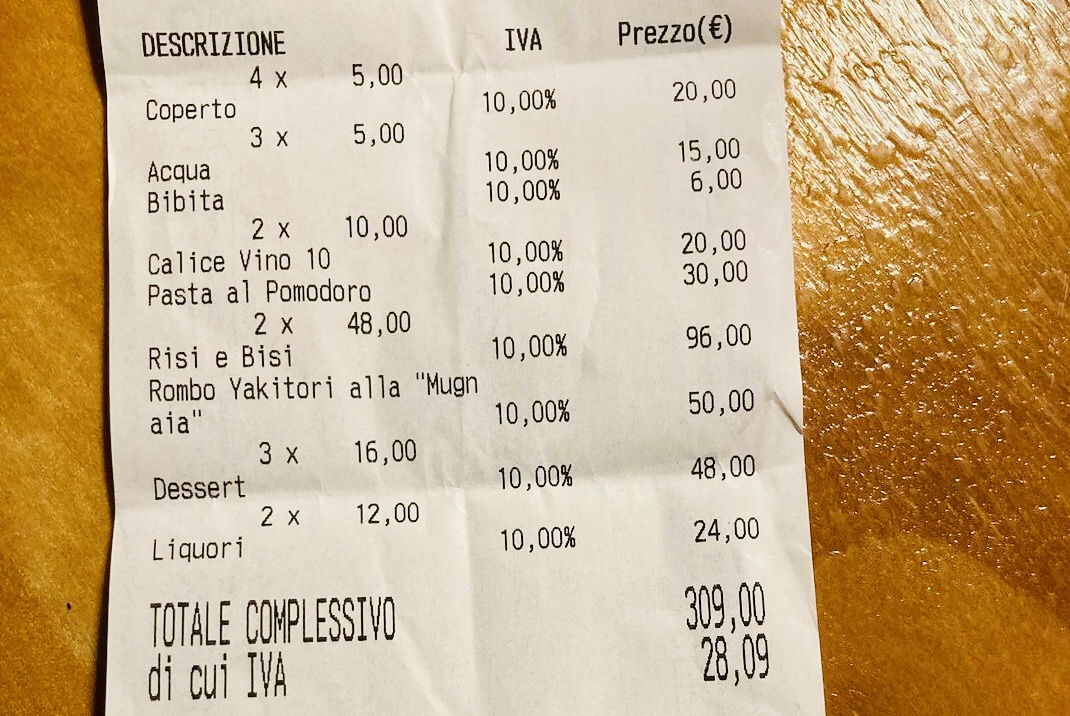 DESCRIZIONE IVA Prezzo(€)
4 x 5,00
Coperto 10,00% 20,00
3 x 5,00
Acqua 10,00% 15,00
Bibita 10,00% 6,00
2 x 10,00
Calice Vino 10 10,00% 20,00
Pasta al Pomodoro 10,00% 30,00
2 x 48,00
Risi e Bisi 10,00% 96,00
Rombo Yakitori alla "Mugn
aia" 10,00% 50,00
3 x 16,00
Dessert 10,00% 48,00
2 x 12,00
Liquori 10,00% 24,00
TOTALE COMPLESSIVO 309,00
di cui IVA 28,09